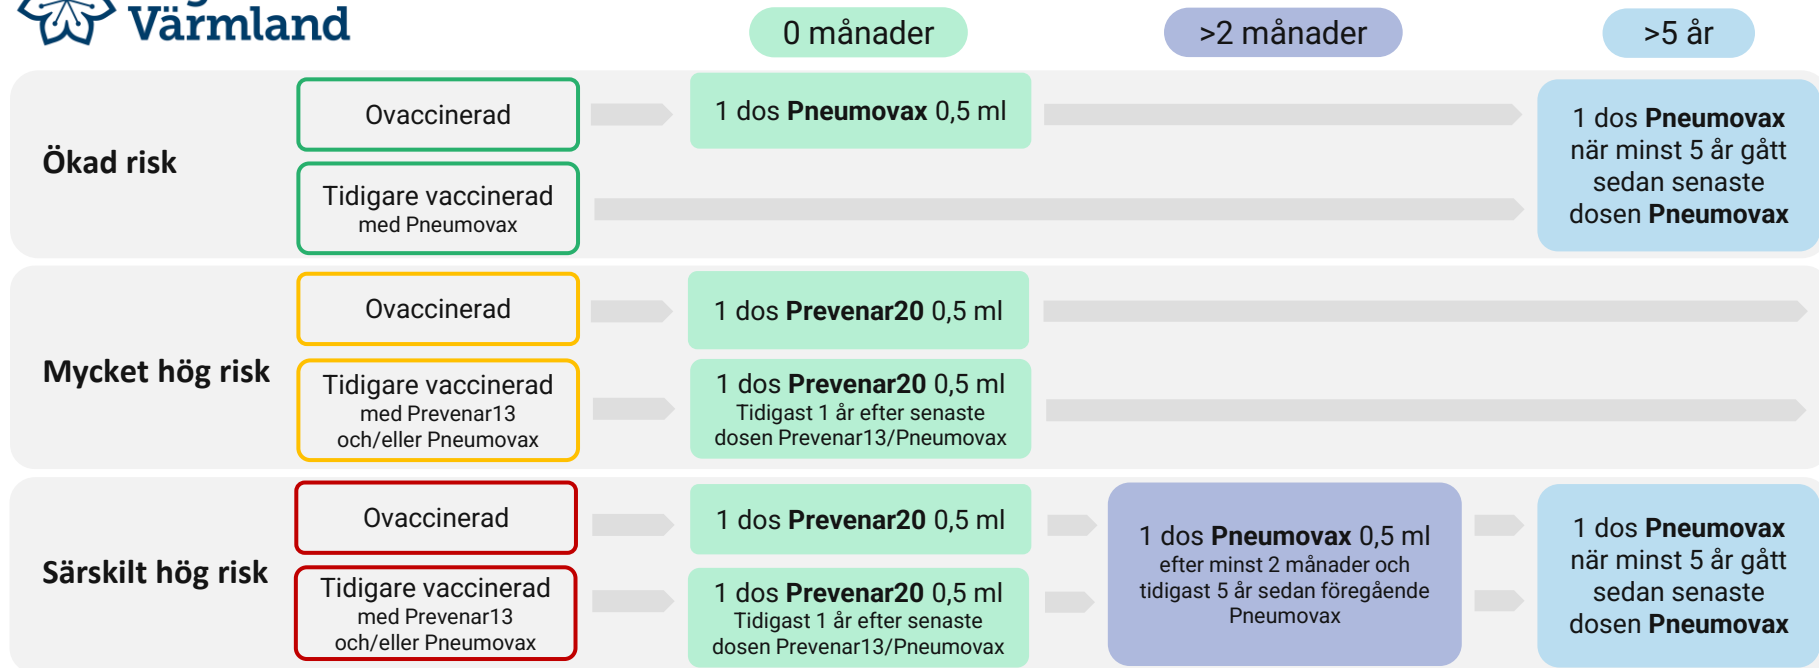 Värmland
0 månader
>2 månader
>5 år
Ökad risk
Ovaccinerad
1 dos Pneumovax 0,5 ml
Tidigare vaccinerad
med Pneumovax
1 dos Pneumovax
när minst 5 år gått
sedan senaste
dosen Pneumovax
Mycket hög risk
Ovaccinerad
1 dos Prevenar20 0,5 ml
Tidigare vaccinerad
med Prevenar13
och/eller Pneumovax
1 dos Prevenar20 0,5 ml
Tidigast 1 år efter senaste
dosen Prevenar13/Pneumovax
Särskilt hög risk
Ovaccinerad
1 dos Prevenar20 0,5 ml
Tidigare vaccinerad
med Prevenar13
och/eller Pneumovax
1 dos Prevenar20 0,5 ml
Tidigast 1 år efter senaste
dosen Prevenar13/Pneumovax
1 dos Pneumovax 0,5 ml
efter minst 2 månader och
tidigast 5 år sedan föregående
Pneumovax
1 dos Pneumovax
när minst 5 år gått
sedan senaste
dosen Pneumovax